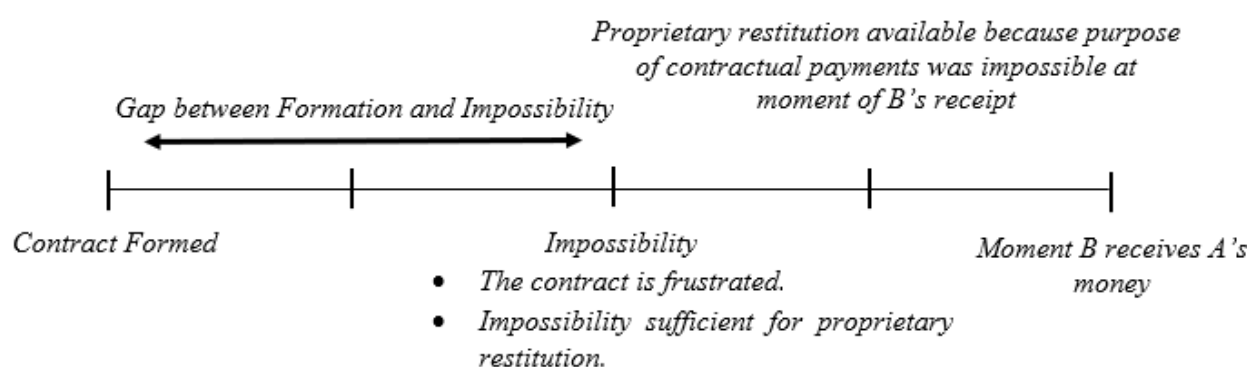 Proprietary restitution available because purpose
of contractual payments was impossible at
moment of B's receipt
Gap between Formation and Impossibility
Contract Formed
Impossibility
• The contract is frustrated.
• Impossibility sufficient for proprietary
restitution.
Moment B receives A's
money